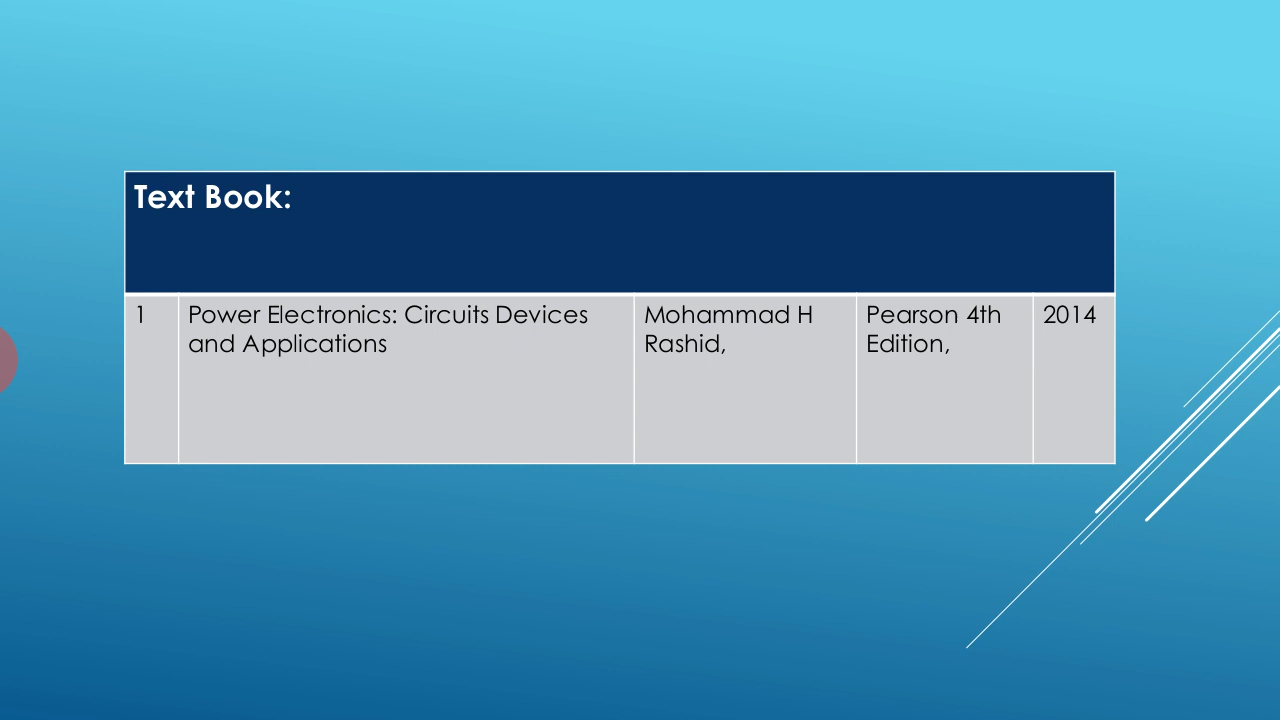 Text Book:
1
Power Electronics: Circuits Devices
and Applications
Mohammad H
Rashid,
Pearson 4th
Edition,
2014